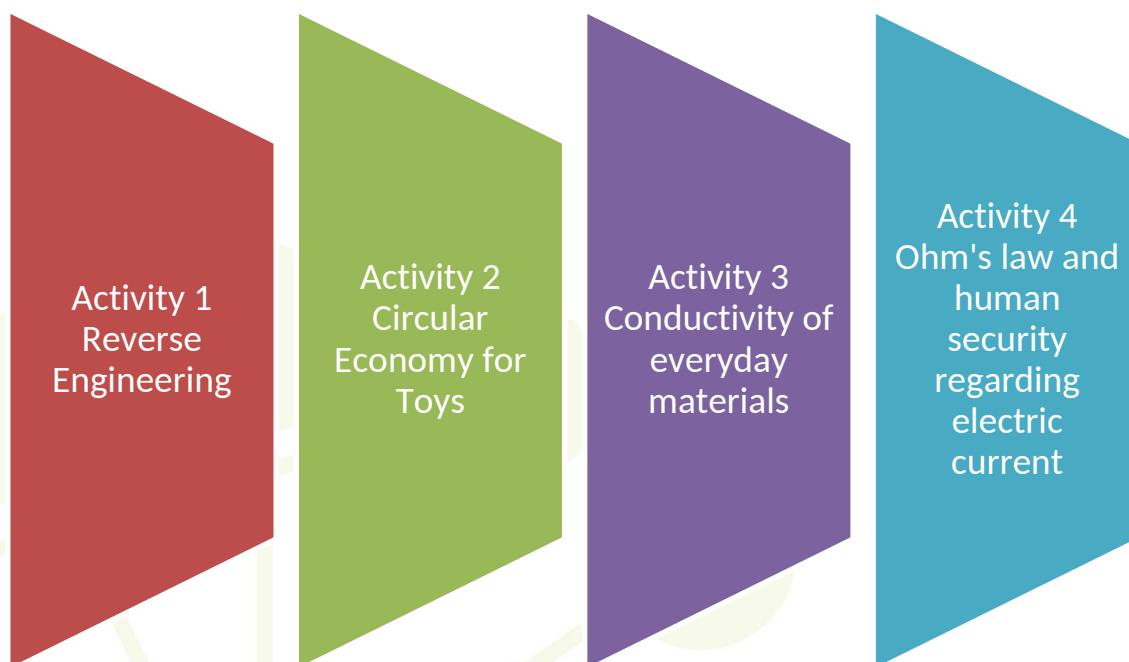 Activity 1
Reverse
Engineering
Activity 2
Circular
Economy for
Toys
Activity 3
Conductivity of
everyday
materials
Activity 4
Ohm's law and
human
security
regarding
electric
current